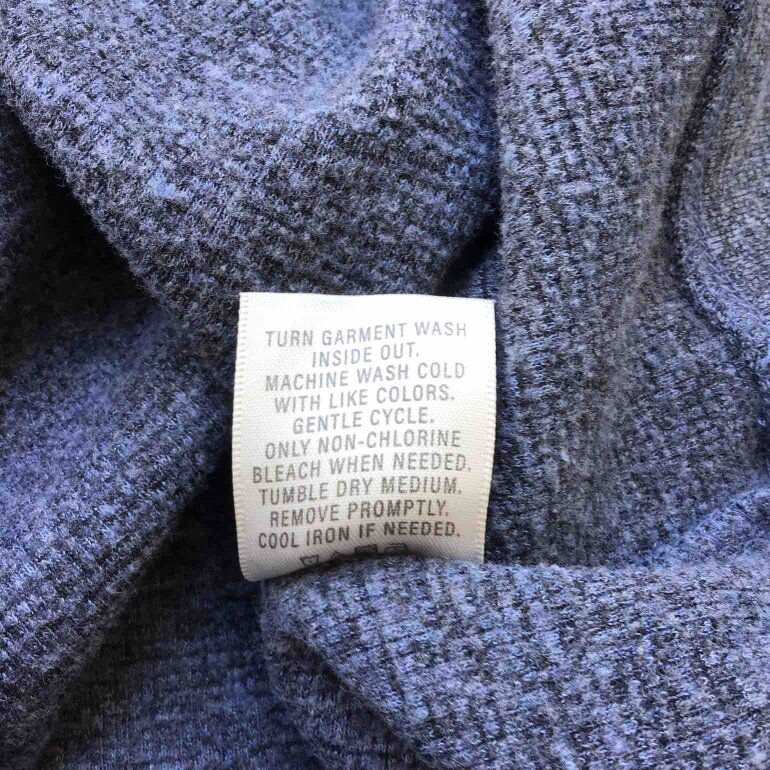 TURN GARMENT WASH
INSIDE OUT.
MACHINE WASH COLD
WITH LIKE COLORS.
GENTLE CYCLE.
ONLY NON-CHLORINE
BLEACH WHEN NEEDED.
TUMBLE DRY MEDIUM.
REMOVE PROMPTLY.
COOL IRON IF NEEDED.